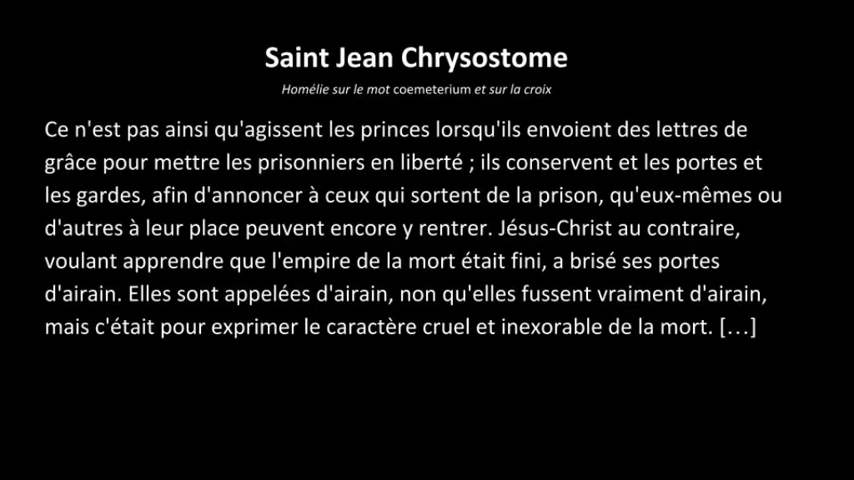 Saint Jean Chrysostome
Homélie sur le mot coemeterium et sur la croix
Ce n'est pas ainsi qu'agissent les princes lorsqu'ils envoient des lettres de
grâce pour mettre les prisonniers en liberté ; ils conservent et les portes et
les gardes, afin d'annoncer à ceux qui sortent de la prison, qu'eux-mêmes ou
d'autres à leur place peuvent encore y rentrer. Jésus-Christ au contraire,
voulant apprendre que l'empire de la mort était fini, a brisé ses portes
d'airain. Elles sont appelées d'airain, non qu'elles fussent vraiment d'airain,
mais c'était pour exprimer le caractère cruel et inexorable de la mort. […]